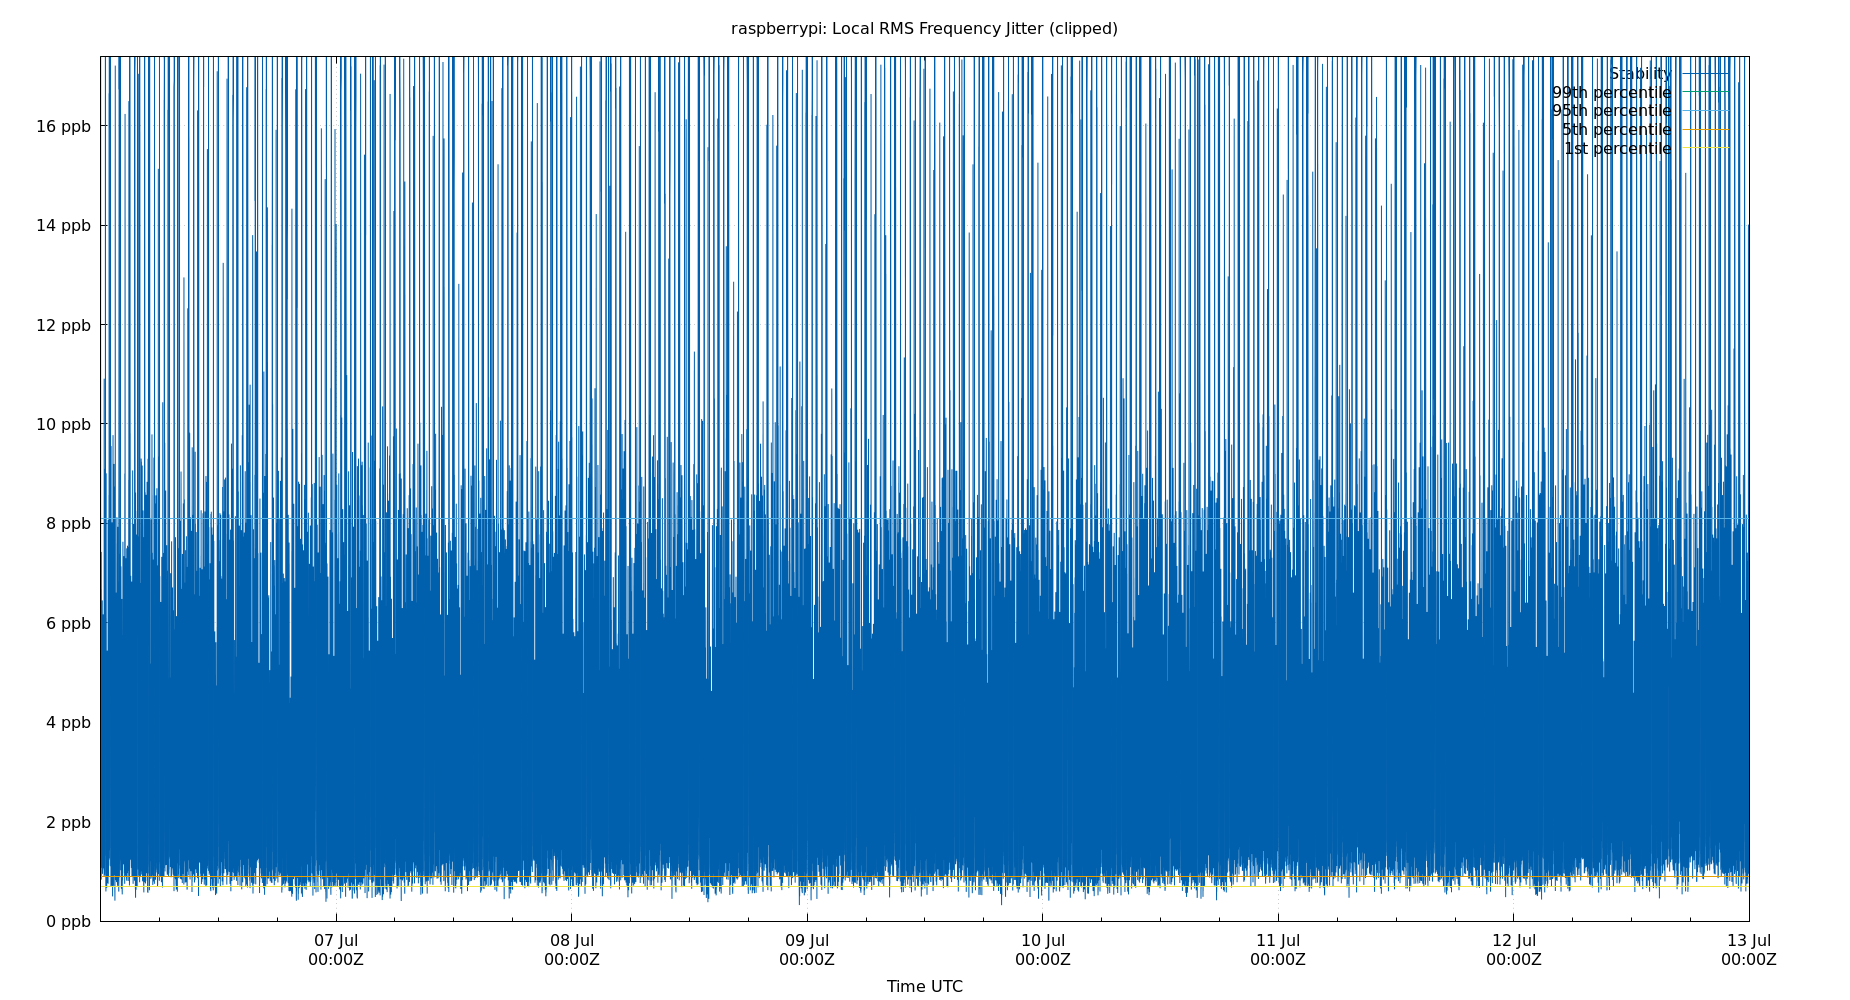 raspberrypi: Local RMS Frequency Jitter (clipped)
Stability
99th percentile
95th percentile
5th percentile
1st percentile
16 ppb
14 ppb
12 ppb
10 ppb
8 ppb
6 ppb
4 ppb
2 ppb
0 ppb
07 Jul 08 Jul 09 Jul 10 Jul 11 Jul 12 Jul 13 Jul
00:00Z 00:00Z 00:00Z 00:00Z 00:00Z 00:00Z 00:00Z
Time UTC